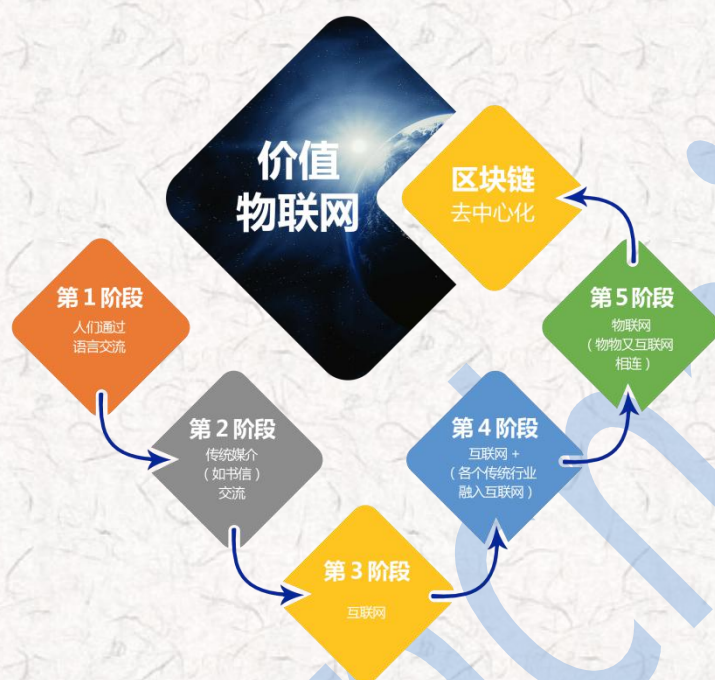 价值
物联网
区块链
去中心化
第1阶段
人们通过
语言交流
第2阶段
传统媒介
（如书信）
交流
第3阶段
互联网
第4阶段
互联网 +
（各个传统行业
融入互联网）
第5阶段
物联网
（物物又互联网
相连）